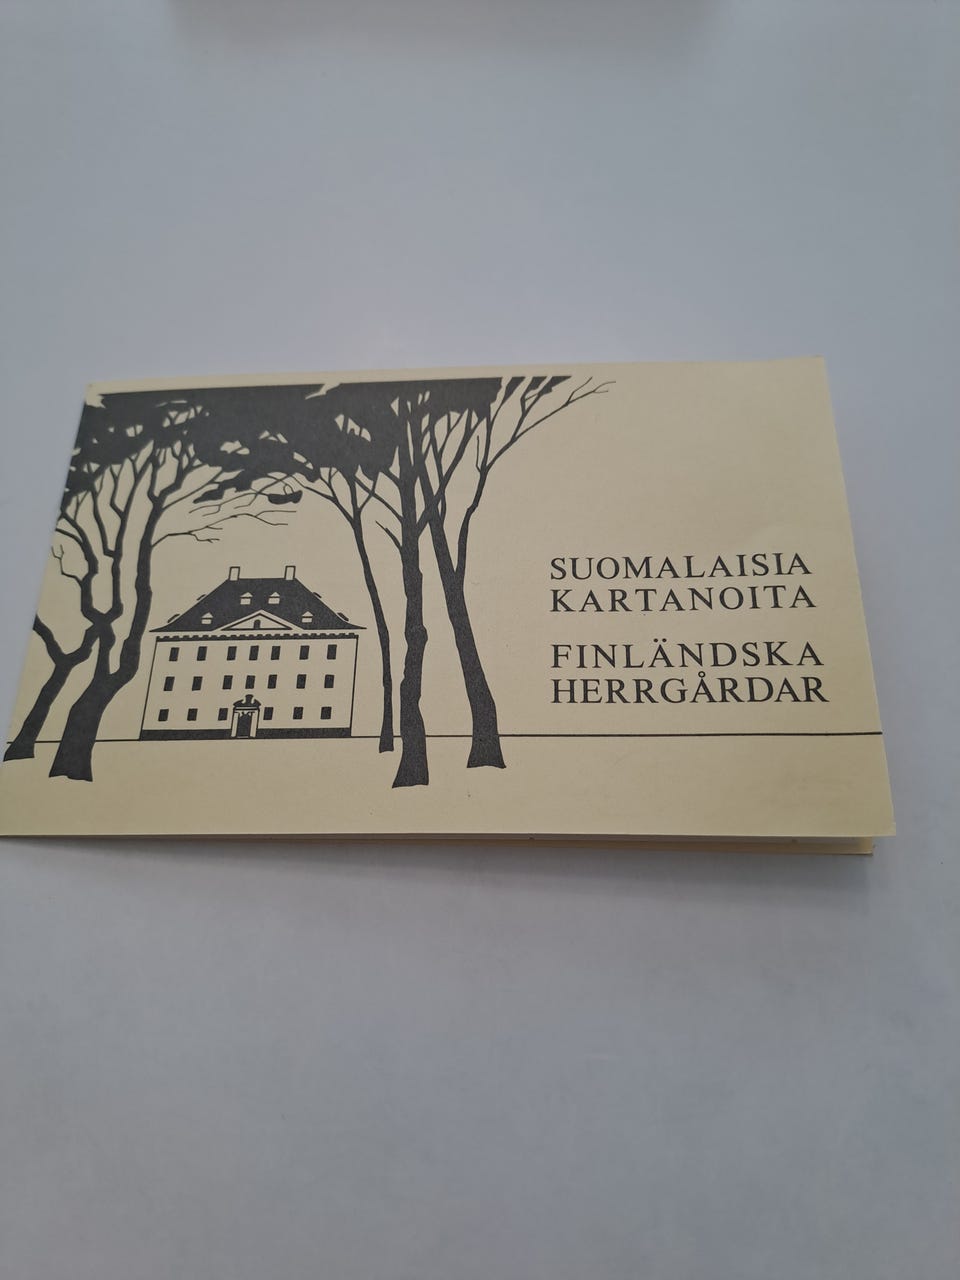 SUOMALAISIA
KARTANOITA
FINLÄNDSKA
HERRGÅRDAR